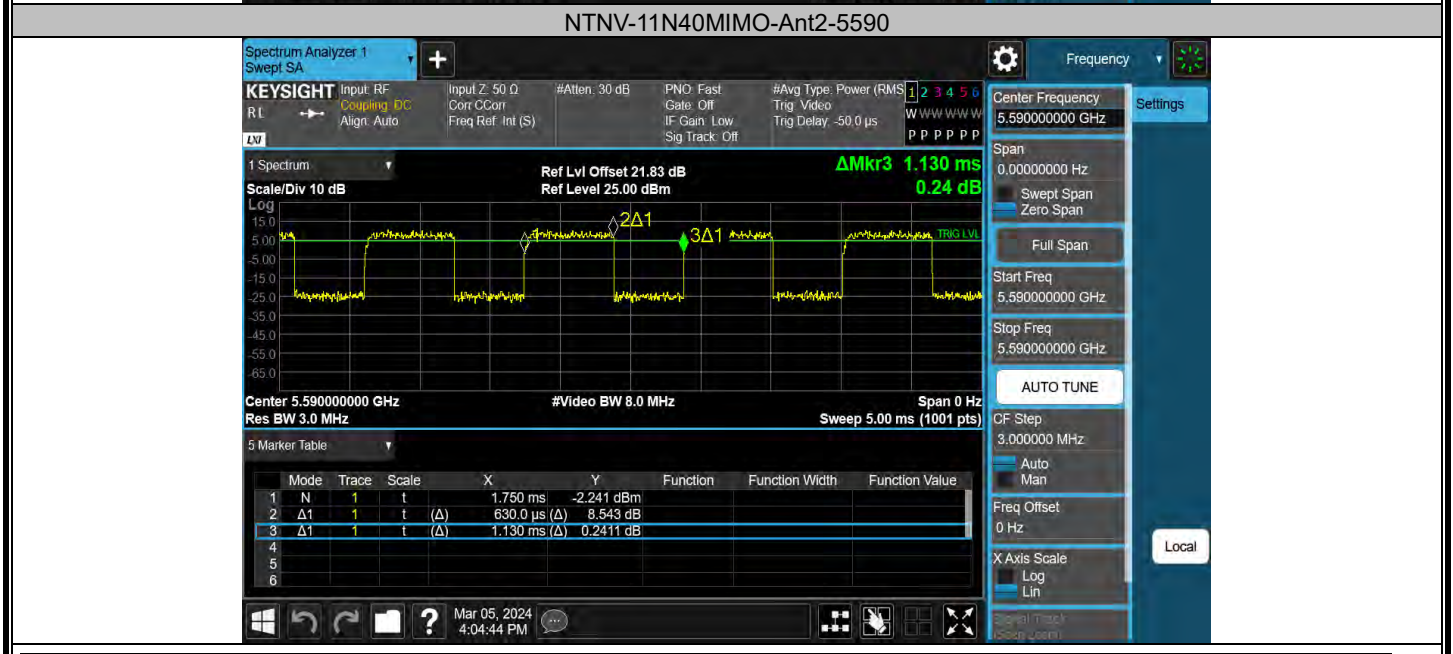 NTNV-11N40MIMO-Ant2-5590
Spectrum Analyzer 1
Swept SA
+
Frequency
KEYSIGHT
RL
LXI
Input: RF
Coupling: DC
Align: Auto
Input Z: 50 Ω
Corr CCorr
Freq Ref: Int (S)
#Atten: 30 dB
PNO: Fast
Gate: Off
IF Gain: Low
Sig Track: Off
#Avg Type: Power (RMS
Trig: Video
Trig Delay: -50.0 µs
1 2 3 4 5 6
W W W W W W
P P P P P P
Center Frequency
5.590000000 GHz
Settings
1 Spectrum
Scale/Div 10 dB
Ref Lvl Offset 21.83 dB
Ref Level 25.00 dBm
ΔMkr3 1.130 ms
0.24 dB
Span
0.00000000 Hz
Swept Span
Zero Span
Full Span
Start Freq
5.590000000 GHz
Stop Freq
5.590000000 GHz
AUTO TUNE
Log
15.0
5.00
-5.00
-15.0
-25.0
-35.0
-45.0
-55.0
-65.0
1
2Δ1
3Δ1
TRIG LVL
Center 5.590000000 GHz
#Video BW 8.0 MHz
Span 0 Hz
Res BW 3.0 MHz
Sweep 5.00 ms (1001 pts)
CF Step
3.000000 MHz
Auto
Man
Freq Offset
0 Hz
X Axis Scale
Log
Lin
Signal Track
(Span Zoom)
Local
5 Marker Table
Mode Trace Scale X Y Function Function Width Function Value
1 N 1 t 1.750 ms -2.241 dBm
2 Δ1 1 t (Δ) 630.0 µs (Δ) 8.543 dB
3 Δ1 1 t (Δ) 1.130 ms (Δ) 0.2411 dB
4
5
6
?
Mar 05, 2024
4:04:44 PM